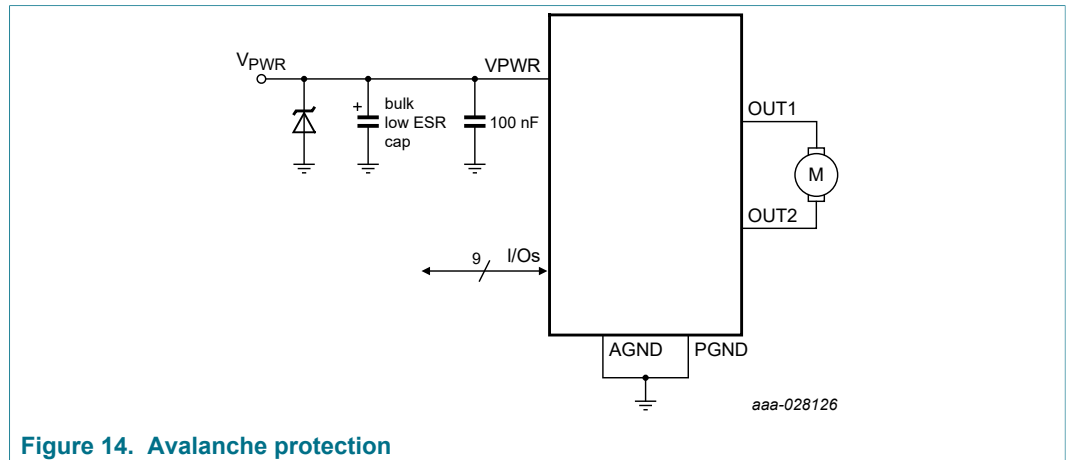 VPWR
VPWR
+
bulk
low ESR
cap
100 nF
OUT1
M
OUT2
9
I/Os
AGND
PGND
aaa-028126
Figure 14. Avalanche protection